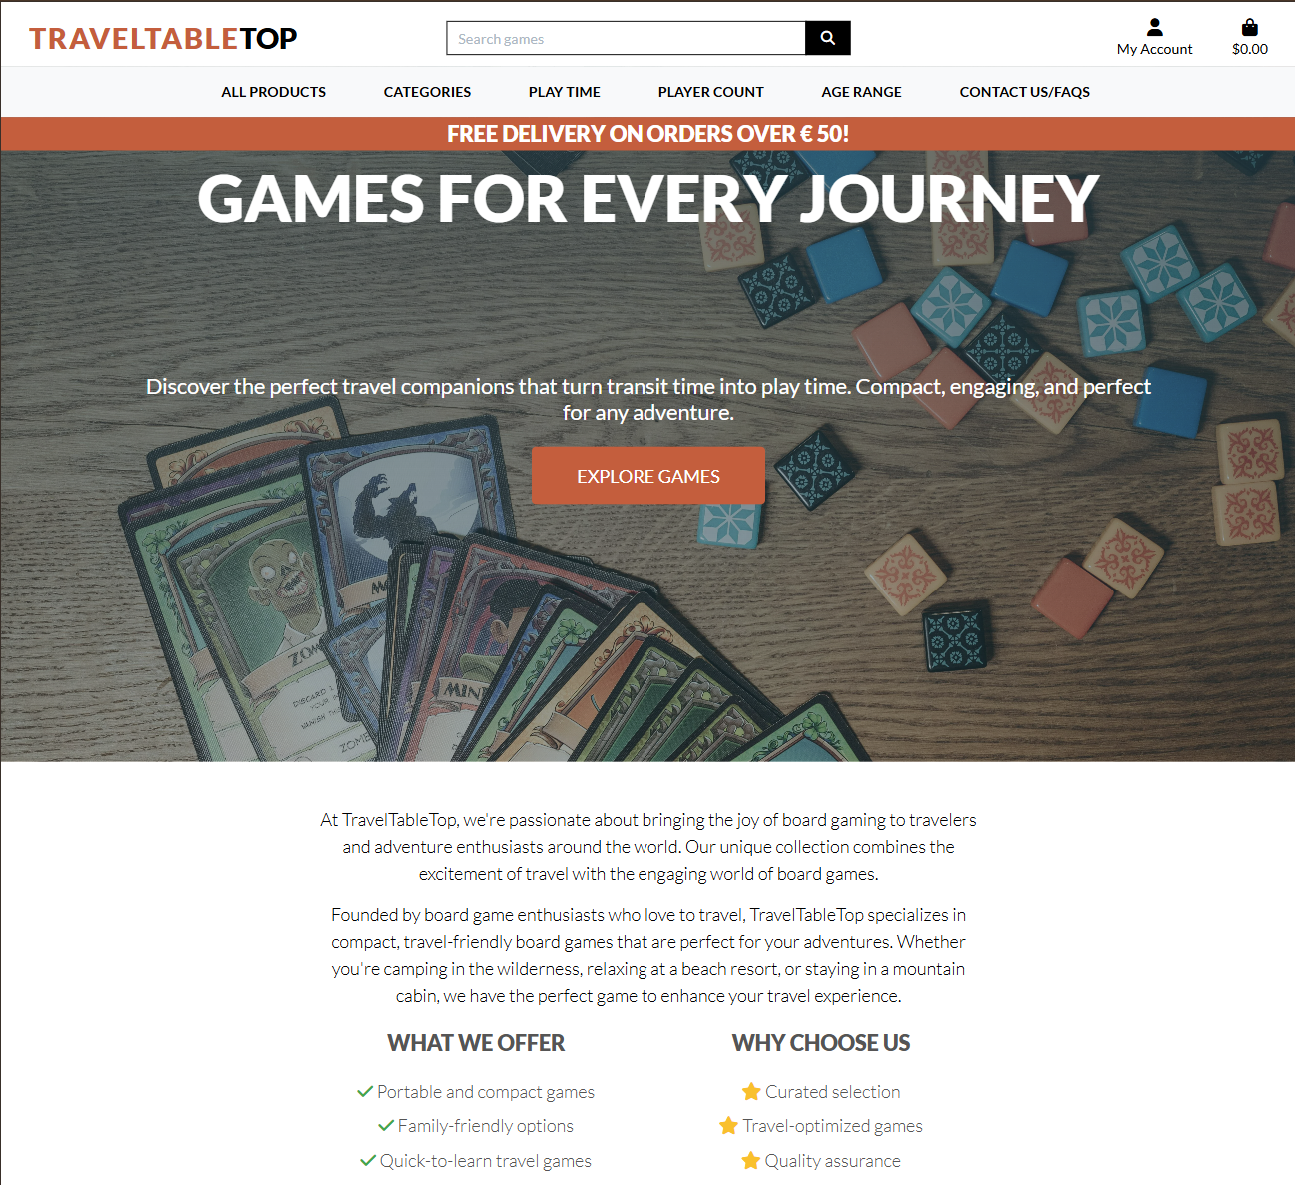 TRAVELTABLETOP
Search games
My Account
$0.00
ALL PRODUCTS
CATEGORIES
PLAY TIME
PLAYER COUNT
AGE RANGE
CONTACT US/FAQS
FREE DELIVERY ON ORDERS OVER € 50!
GAMES FOR EVERY JOURNEY
Discover the perfect travel companions that turn transit time into play time. Compact, engaging, and perfect
for any adventure.
EXPLORE GAMES
At TravelTableTop, we're passionate about bringing the joy of board gaming to travelers
and adventure enthusiasts around the world. Our unique collection combines the
excitement of travel with the engaging world of board games.
Founded by board game enthusiasts who love to travel, TravelTableTop specializes in
compact, travel-friendly board games that are perfect for your adventures. Whether
you're camping in the wilderness, relaxing at a beach resort, or staying in a mountain
cabin, we have the perfect game to enhance your travel experience.
WHAT WE OFFER
Portable and compact games
Family-friendly options
Quick-to-learn travel games
WHY CHOOSE US
Curated selection
Travel-optimized games
Quality assurance